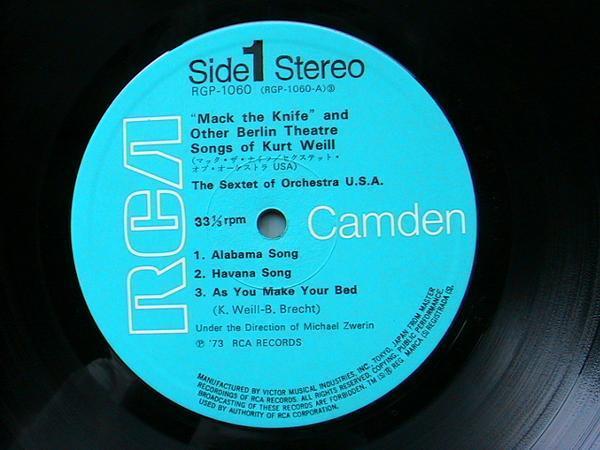 Side 1 Stereo
RGP-1060 (RGP-1060-A)③
"Mack the Knife" and
Other Berlin Theatre
Songs of Kurt Weill
(マック・ザ・ナイフ/セクステット・
オブ・オーケストラ USA)
The Sextet of Orchestra U.S.A.
RCA
33⅓rpm
Camden
1. Alabama Song
2. Havana Song
3. As You Make Your Bed
(K. Weill-B. Brecht)
Under the Direction of Michael Zwerin
Ⓟ '73 RCA RECORDS
MANUFACTURED BY VICTOR MUSICAL INDUSTRIES, INC. TOKYO, JAPAN FROM MASTER
RECORDINGS OF RCA RECORDS. ALL RIGHTS RESERVED, COPYING, PUBLIC PERFORMANCE,
BROADCASTING OF THESE RECORDS ARE FORBIDDEN. TM(S)® REG. MARCA(S) REGISTRADA(S).
USED BY AUTHORITY OF RCA CORPORATION.